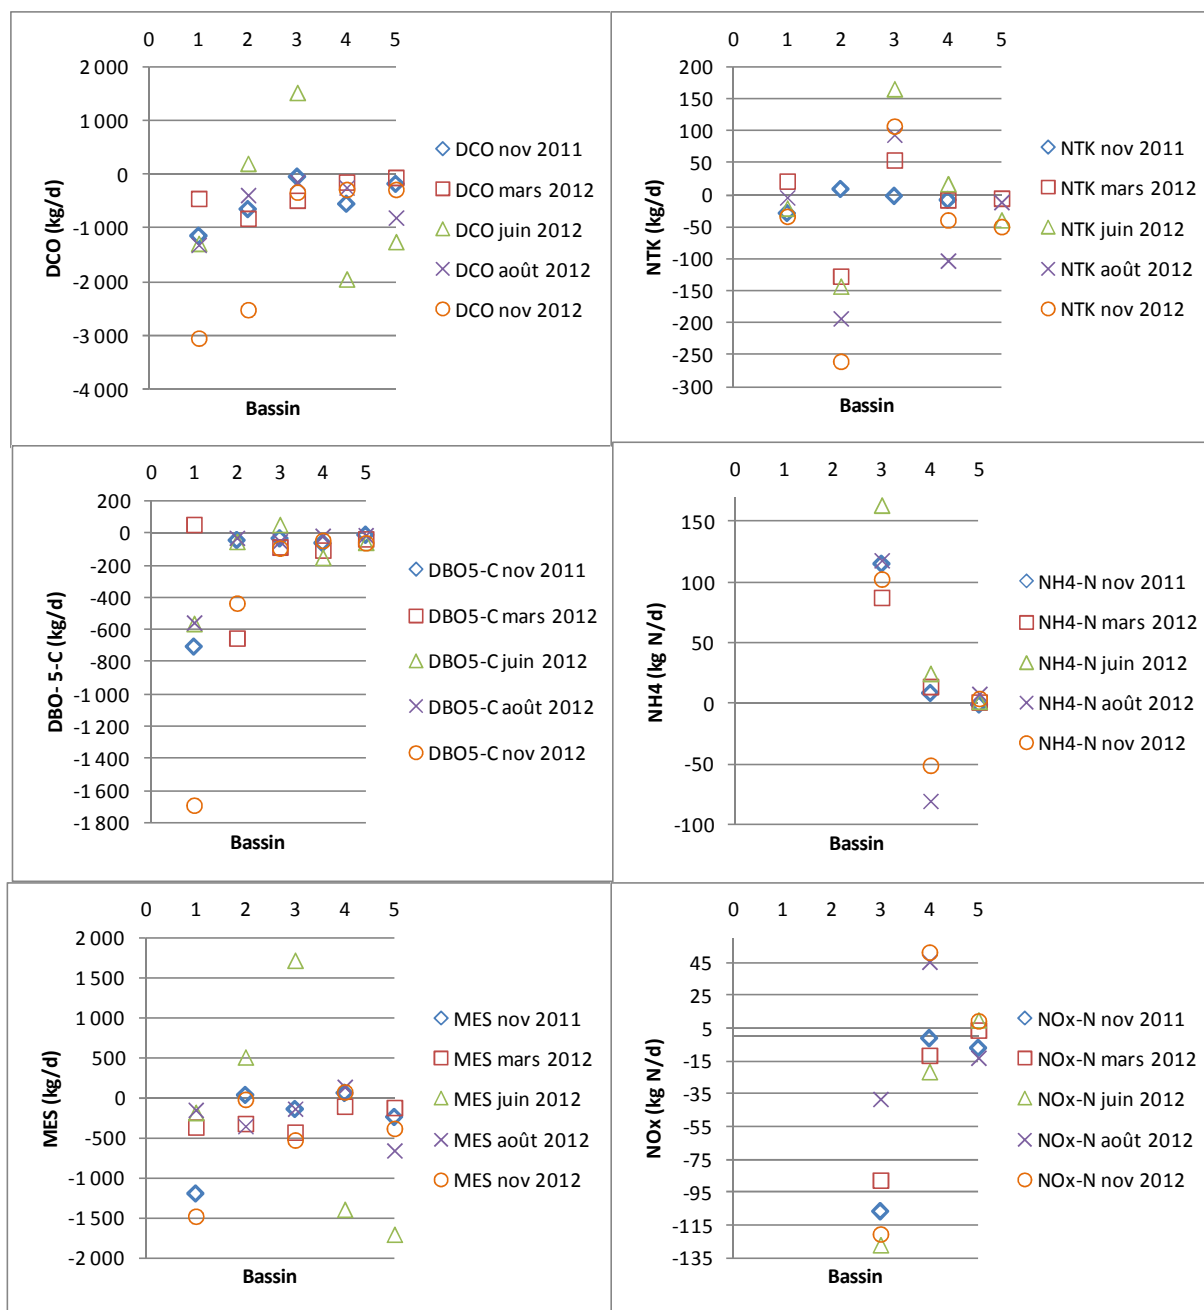 0 1 2 3 4 5
2 000
1 000
0
-1 000
-2 000
-3 000
-4 000
DCO (kg/d)
Bassin
DCO nov 2011
DCO mars 2012
DCO juin 2012
DCO août 2012
DCO nov 2012
0 1 2 3 4 5
200
150
100
50
0
-50
-100
-150
-200
-250
-300
NTK (kg/d)
Bassin
NTK nov 2011
NTK mars 2012
NTK juin 2012
NTK août 2012
NTK nov 2012
0 1 2 3 4 5
200
0
-200
-400
-600
-800
-1 000
-1 200
-1 400
-1 600
-1 800
DBO- 5-C (kg/d)
Bassin
DBO5-C nov 2011
DBO5-C mars 2012
DBO5-C juin 2012
DBO5-C août 2012
DBO5-C nov 2012
0 1 2 3 4 5
150
100
50
0
-50
-100
NH4 (kg N/d)
Bassin
NH4-N nov 2011
NH4-N mars 2012
NH4-N juin 2012
NH4-N août 2012
NH4-N nov 2012
0 1 2 3 4 5
2 000
1 500
1 000
500
0
-500
-1 000
-1 500
-2 000
MES (kg/d)
Bassin
MES nov 2011
MES mars 2012
MES juin 2012
MES août 2012
MES nov 2012
0 1 2 3 4 5
45
25
5
-15
-35
-55
-75
-95
-115
-135
NOx (kg N/d)
Bassin
NOx-N nov 2011
NOx-N mars 2012
NOx-N juin 2012
NOx-N août 2012
NOx-N nov 2012